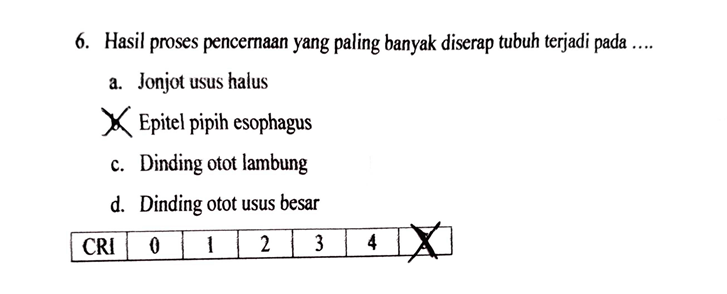 6. Hasil proses pencernaan yang paling banyak diserap tubuh terjadi pada ....
a. Jonjot usus halus
Epitel pipih esophagus
c. Dinding otot lambung
d. Dinding otot usus besar
CRI 0 1 2 3 4